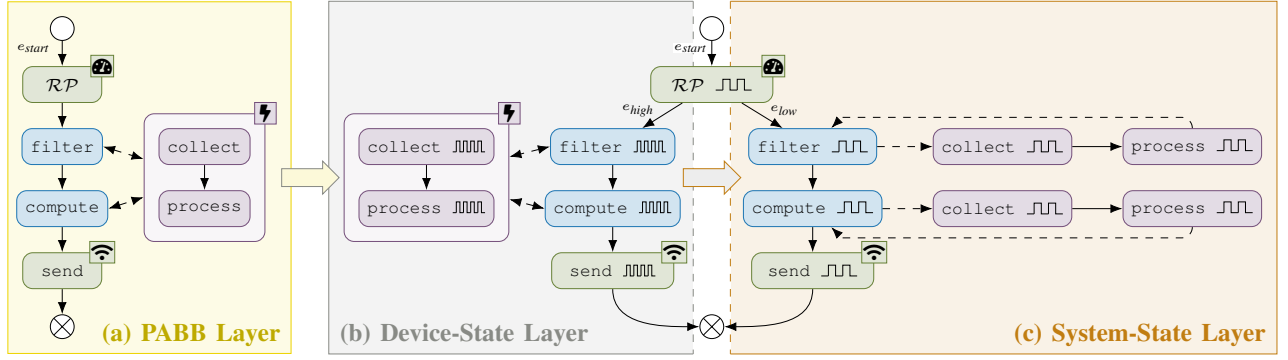 e_start
RP
filter
compute
send
collect
process
(a) PABB Layer
e_start
RP
e_high
e_low
collect
process
filter
compute
send
(b) Device-State Layer
filter
collect
process
compute
collect
process
send
(c) System-State Layer